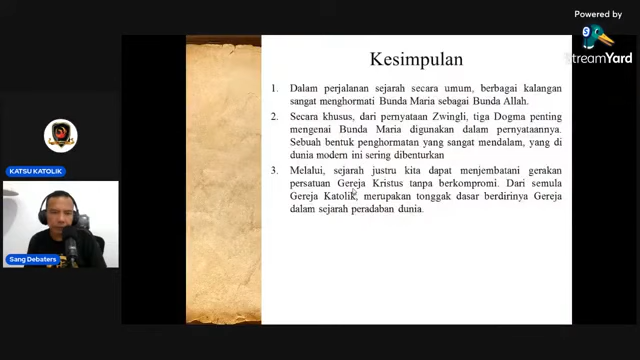 Powered by
StreamYard
Kesimpulan
1. Dalam perjalanan sejarah secara umum, berbagai kalangan
sangat menghormati Bunda Maria sebagai Bunda Allah.
2. Secara khusus, dari pernyataan Zwingli, tiga Dogma penting
mengenai Bunda Maria digunakan dalam pernyataannya.
Sebuah bentuk penghormatan yang sangat mendalam, yang di
dunia modern ini sering dibenturkan
3. Melalui, sejarah justru kita dapat menjembatani gerakan
persatuan Gereja Kristus tanpa berkompromi. Dari semula
Gereja Katolik, merupakan tonggak dasar berdirinya Gereja
dalam sejarah peradaban dunia.
KATSU KATOLIK
Sang Debaters